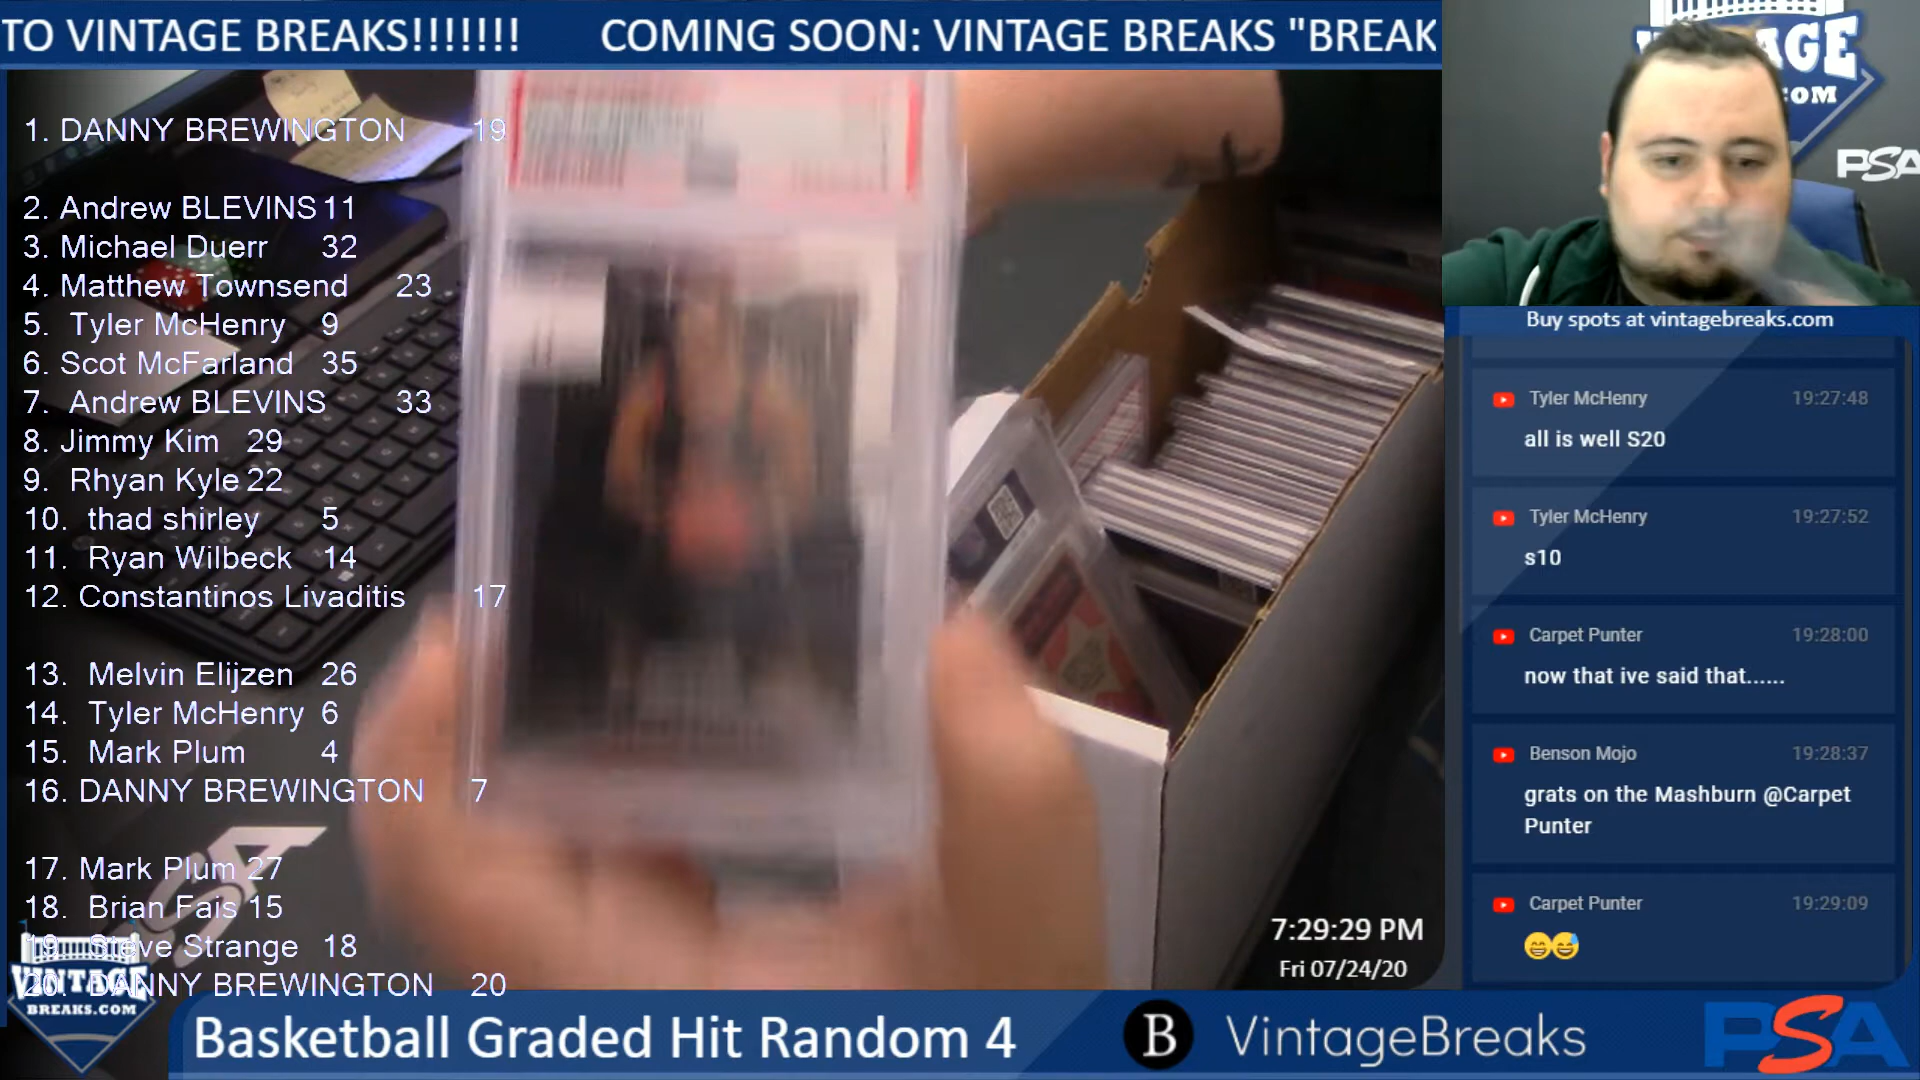 TO VINTAGE BREAKS!!!!!!! COMING SOON: VINTAGE BREAKS "BREAK
1. DANNY BREWINGTON 19
2. Andrew BLEVINS 11
3. Michael Duerr 32
4. Matthew Townsend 23
5. Tyler McHenry 9
6. Scot McFarland 35
7. Andrew BLEVINS 33
8. Jimmy Kim 29
9. Rhyan Kyle 22
10. thad shirley 5
11. Ryan Wilbeck 14
12. Constantinos Livaditis 17
13. Melvin Elijzen 26
14. Tyler McHenry 6
15. Mark Plum 4
16. DANNY BREWINGTON 7
17. Mark Plum 27
18. Brian Fais 15
19. Steve Strange 18
20. DANNY BREWINGTON 20
VINTAGE
BREAKS.COM
PSA
7:29:29 PM
Fri 07/24/20
AGE
.COM
PSA
Buy spots at vintagebreaks.com
Tyler McHenry 19:27:48
all is well S20
Tyler McHenry 19:27:52
s10
Carpet Punter 19:28:00
now that ive said that......
Benson Mojo 19:28:37
grats on the Mashburn @Carpet
Punter
Carpet Punter 19:29:09
😁😅
Basketball Graded Hit Random 4
B VintageBreaks
PSA